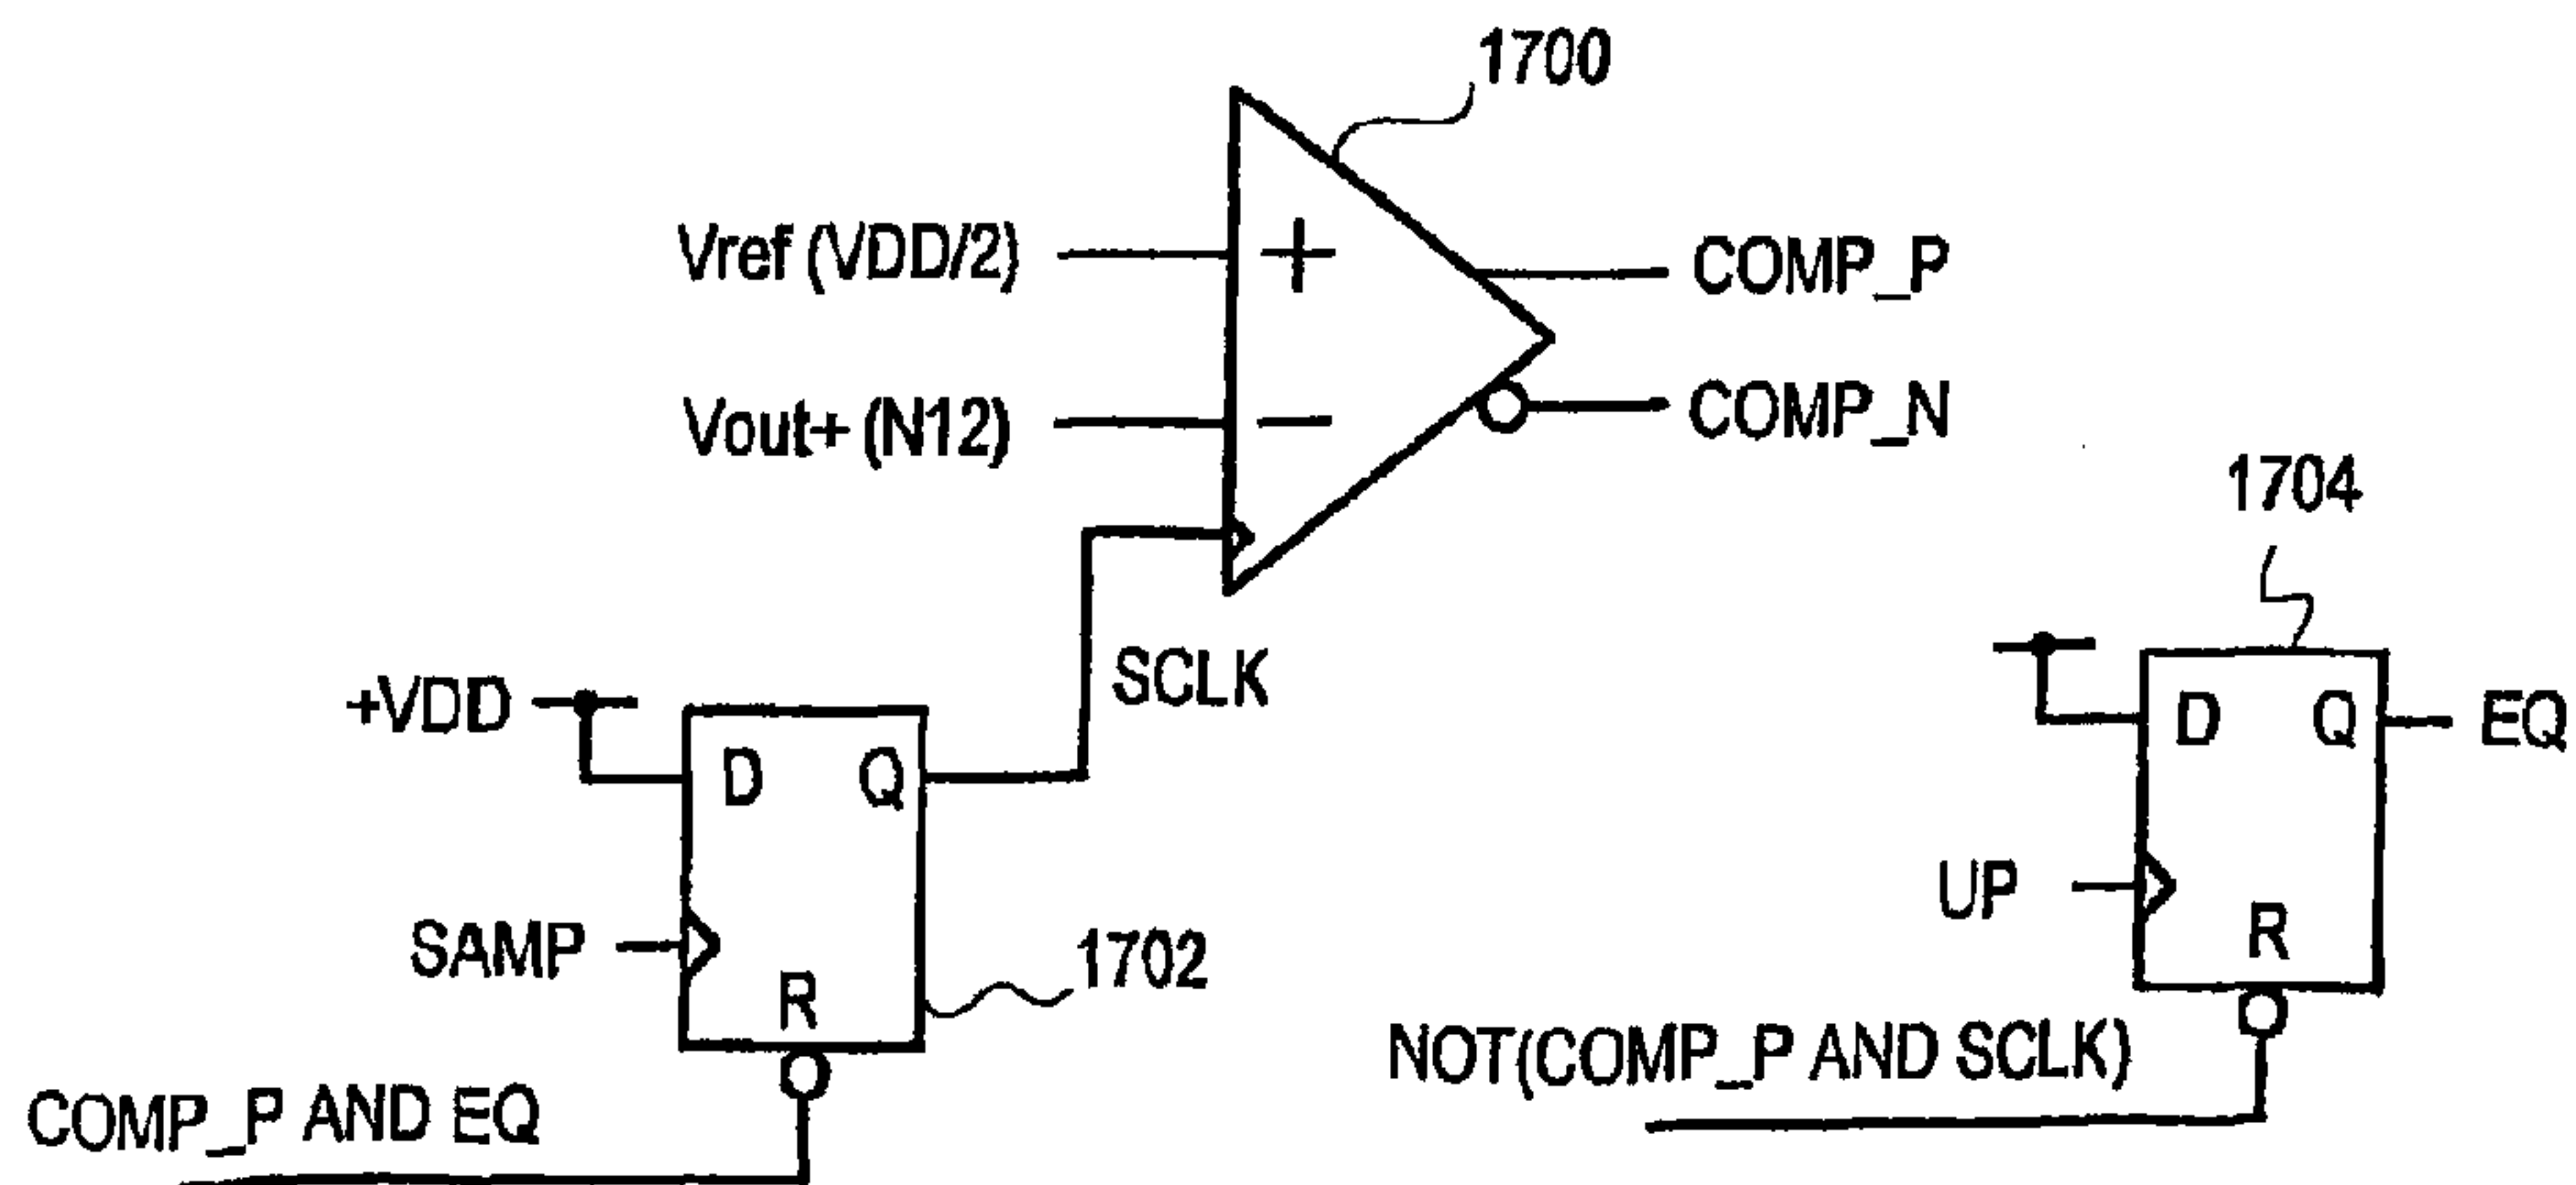 1700
Vref (VDD/2)
+
COMP_P
Vout+ (N12)
−
COMP_N
1704
SCLK
+VDD
D Q
D Q
EQ
UP
SAMP
R
R
1702
NOT(COMP_P AND SCLK)
COMP_P AND EQ